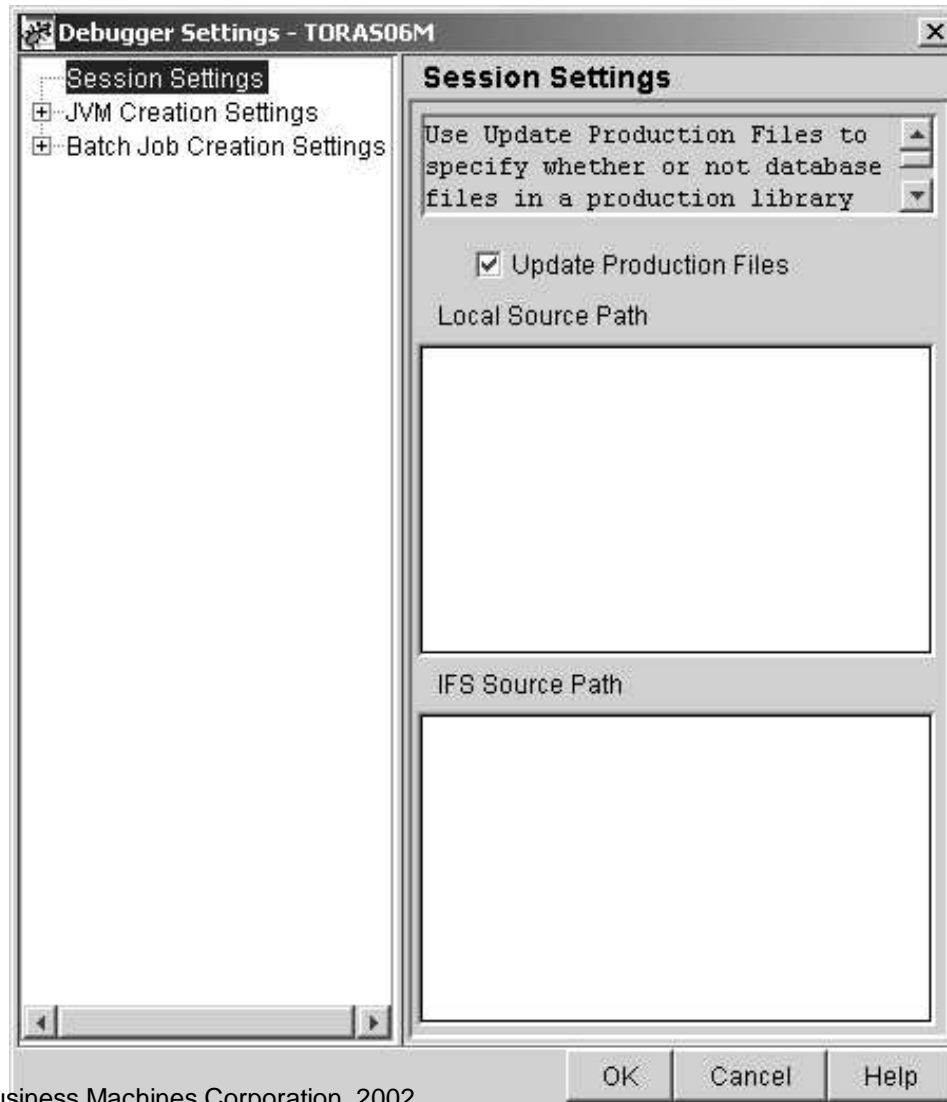 Debugger Settings - TORAS06M
Session Settings
JVM Creation Settings
Batch Job Creation Settings
Session Settings
Use Update Production Files to
specify whether or not database
files in a production library
Update Production Files
Local Source Path
IFS Source Path
OK Cancel Help
usiness Machines Corporation, 2002